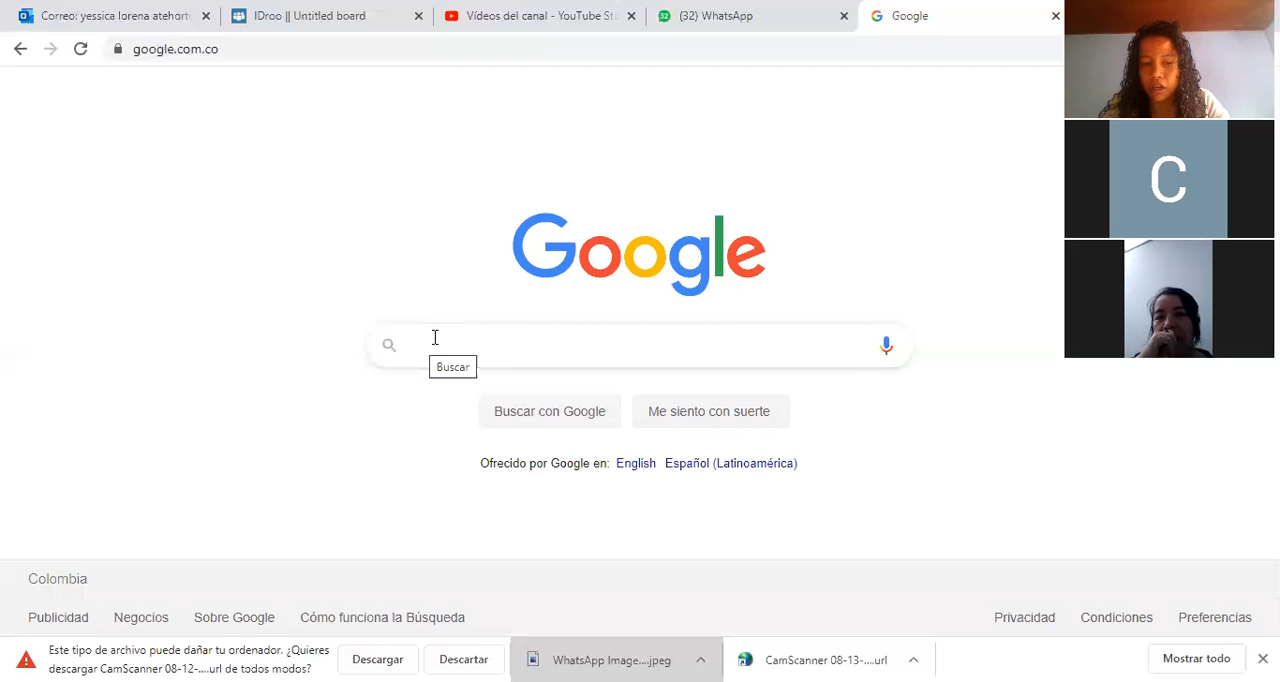 Correo: yessica lorena atehort
IDroo || Untitled board
Vídeos del canal - YouTube St
(32) WhatsApp
Google
google.com.co
C
Google
Buscar
Buscar con Google
Me siento con suerte
Ofrecido por Google en: English Español (Latinoamérica)
Colombia
Publicidad Negocios Sobre Google Cómo funciona la Búsqueda
Privacidad Condiciones Preferencias
Este tipo de archivo puede dañar tu ordenador. ¿Quieres
descargar CamScanner 08-12-....url de todos modos?
Descargar
Descartar
WhatsApp Image....jpeg
CamScanner 08-13-....url
Mostrar todo